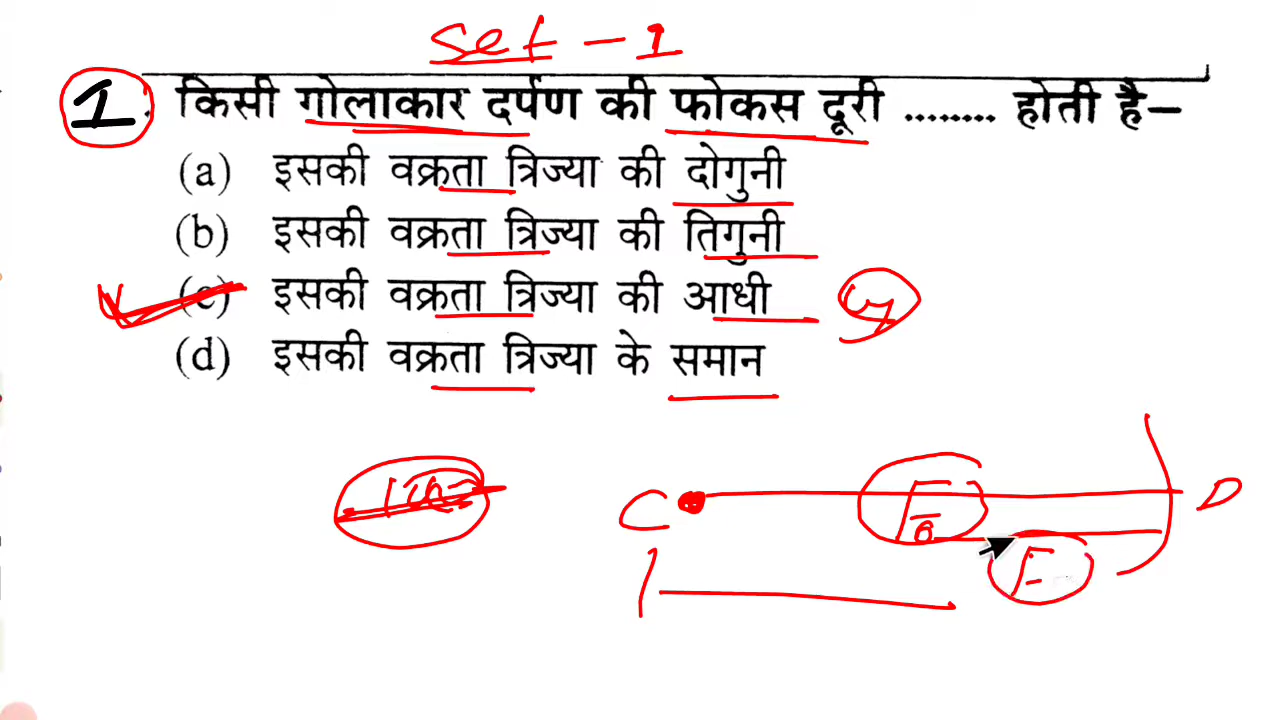 Set - 1
1. किसी गोलाकार दर्पण की फोकस दूरी ........ होती है–
(a) इसकी वक्रता त्रिज्या की दोगुनी
(b) इसकी वक्रता त्रिज्या की तिगुनी
(c) इसकी वक्रता त्रिज्या की आधी
(d) इसकी वक्रता त्रिज्या के समान
C F P
F